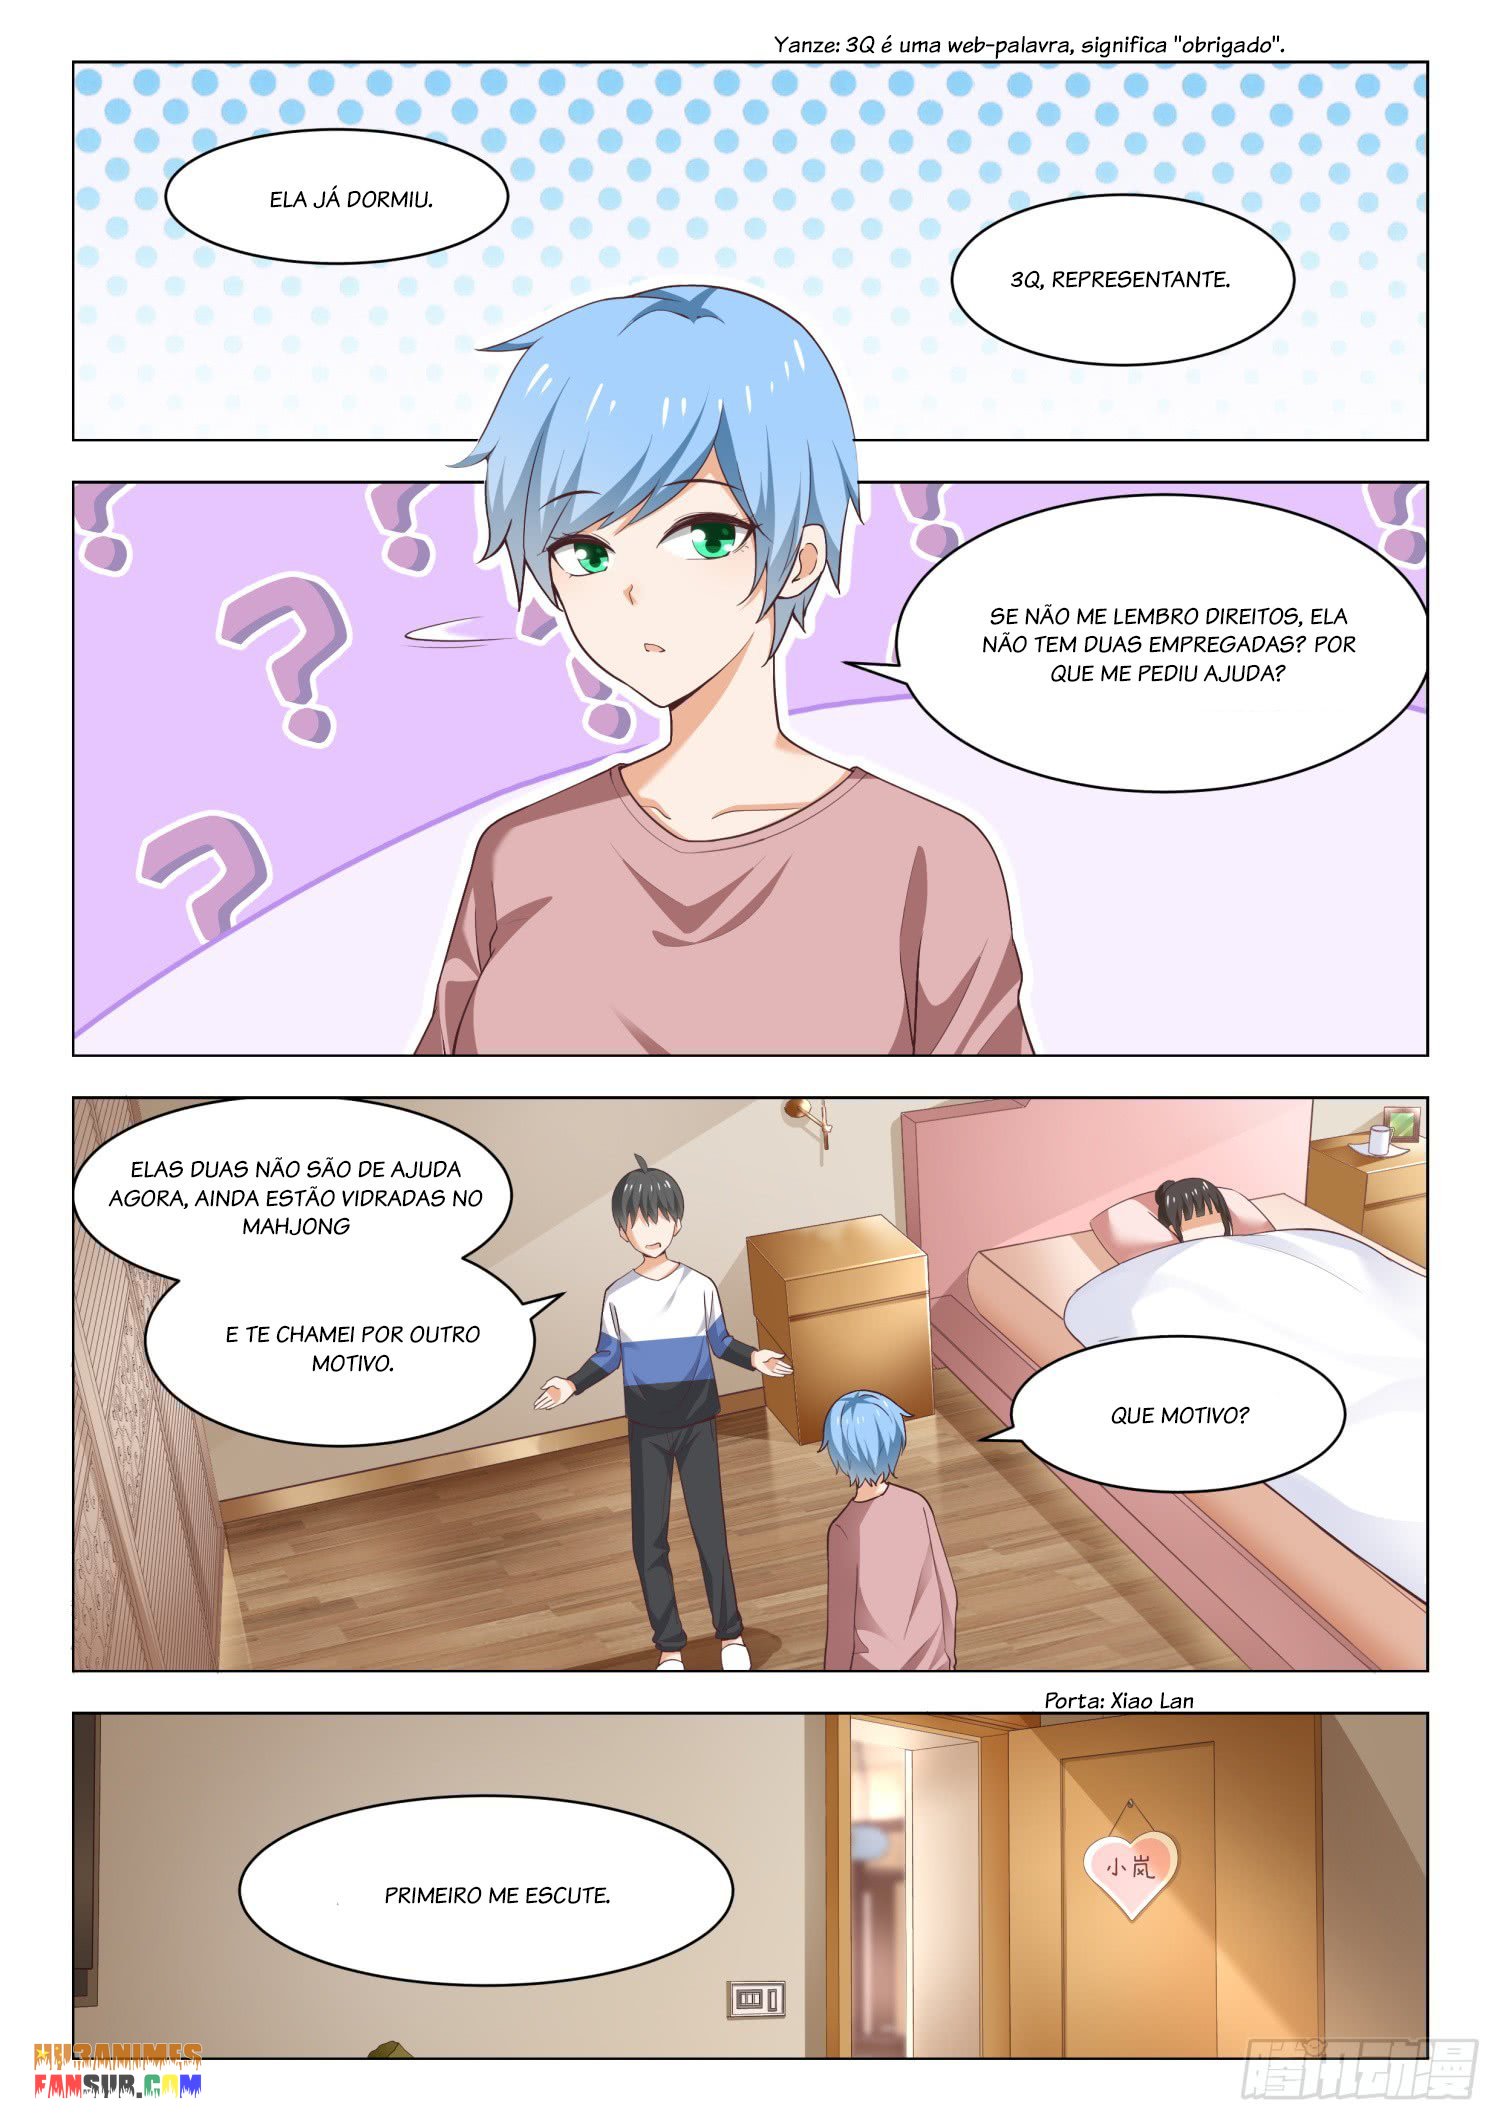 Yanze: 3Q é uma web-palavra, significa "obrigado".
ELA JÁ DORMIU.
3Q, REPRESENTANTE.
SE NÃO ME LEMBRO DIREITOS, ELA
NÃO TEM DUAS EMPREGADAS? POR
QUE ME PEDIU AJUDA?
ELAS DUAS NÃO SÃO DE AJUDA
AGORA, AINDA ESTÃO VIDRADAS NO
MAHJONG
E TE CHAMEI POR OUTRO
MOTIVO.
QUE MOTIVO?
Porta: Xiao Lan
小岚
PRIMEIRO ME ESCUTE.
HU3ANIMES
FANSUB.COM
腾讯动漫